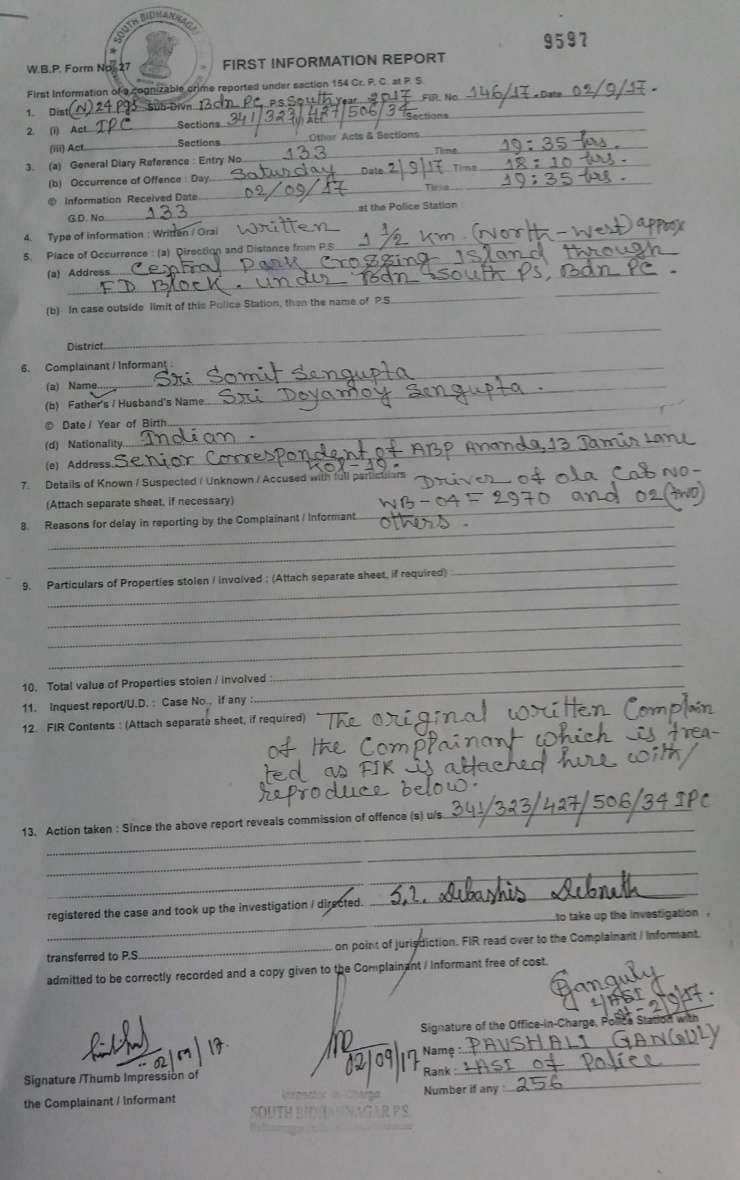 SOUTH BIDHANNAGAR
9597
W.B.P. Form No. 27
FIRST INFORMATION REPORT
First Information of a cognizable crime reported under section 154 Cr. P. C. at P. S.
1. Dist (N) 24 Pgs Sub-Divn. Bdn PC P.S South Year 2017 FIR. No. 146/17. Date 02/9/17.
2. (i) Act IPC Sections 341/323/427/506/34 Sections
(iii) Act Sections Other Acts & Sections
3. (a) General Diary Reference : Entry No. 133 Time 19:35 hrs.
(b) Occurrence of Offence : Day Saturday Date 2/9/17 Time 18:10 hrs.
© Information Received Date 02/09/17 Time 19:35 hrs.
G.D. No. 133 at the Police Station :
4. Type of information : Written / Oral Written
5. Place of Occurrence : (a) Direction and Distance from P.S. 1 1/2 Km. (North-West) approx
(a) Address Central Park Crossing Island through
FD Block. under Bdn South PS, Bdn PC.
(b) In case outside limit of this Police Station, than the name of P.S.
District
6. Complainant / Informant :
(a) Name Sri Somit Sengupta
(b) Father's / Husband's Name Sri Doyamoy Sengupta.
© Date / Year of Birth
(d) Nationality Indian.
(e) Address Senior Correspondent of ABP Ananda, 13 Jamir Lane
Kol-19.
7. Details of Known / Suspected / Unknown / Accused with full particulars Driver of ola Cab NO-
(Attach separate sheet, if necessary) WB-04F 2970 and 02 (two)
8. Reasons for delay in reporting by the Complainant / Informant others.
9. Particulars of Properties stolen / involved ; (Attach separate sheet, if required)
10. Total value of Properties stolen / involved :
11. Inquest report/U.D. : Case No., if any :
12. FIR Contents : (Attach separate sheet, if required) The original written Complain
of the Complainant which is trea-
ted as FIR is attached here with/
reproduce below.
13. Action taken : Since the above report reveals commission of offence (s) u/s. 341/323/427/506/34 IPC
registered the case and took up the investigation / directed. S.I. Debashis Debnath
to take up the investigation
transferred to P.S. on point of jurisdiction. FIR read over to the Complainant / Informant.
admitted to be correctly recorded and a copy given to the Complainant / Informant free of cost.
PGanguly
LASI
02/09/17.
02/09/17
Signature of the Office-in-Charge, Police Station with
Name : PAUSHALI GANGULY
Rank : LASI of Police
Number if any : 256
Signature /Thumb Impression of
the Complainant / Informant
Inspector-in-Charge
SOUTH BIDHANNAGAR P.S.